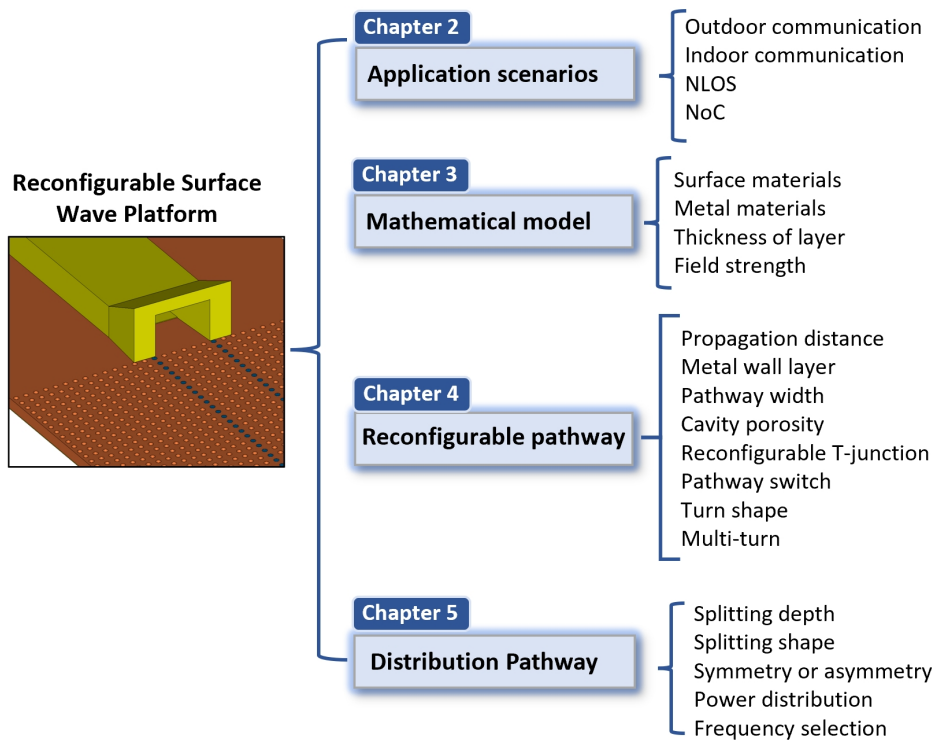 Reconfigurable Surface
Wave Platform
Chapter 2
Application scenarios
Outdoor communication
Indoor communication
NLOS
NoC
Chapter 3
Mathematical model
Surface materials
Metal materials
Thickness of layer
Field strength
Chapter 4
Reconfigurable pathway
Propagation distance
Metal wall layer
Pathway width
Cavity porosity
Reconfigurable T-junction
Pathway switch
Turn shape
Multi-turn
Chapter 5
Distribution Pathway
Splitting depth
Splitting shape
Symmetry or asymmetry
Power distribution
Frequency selection